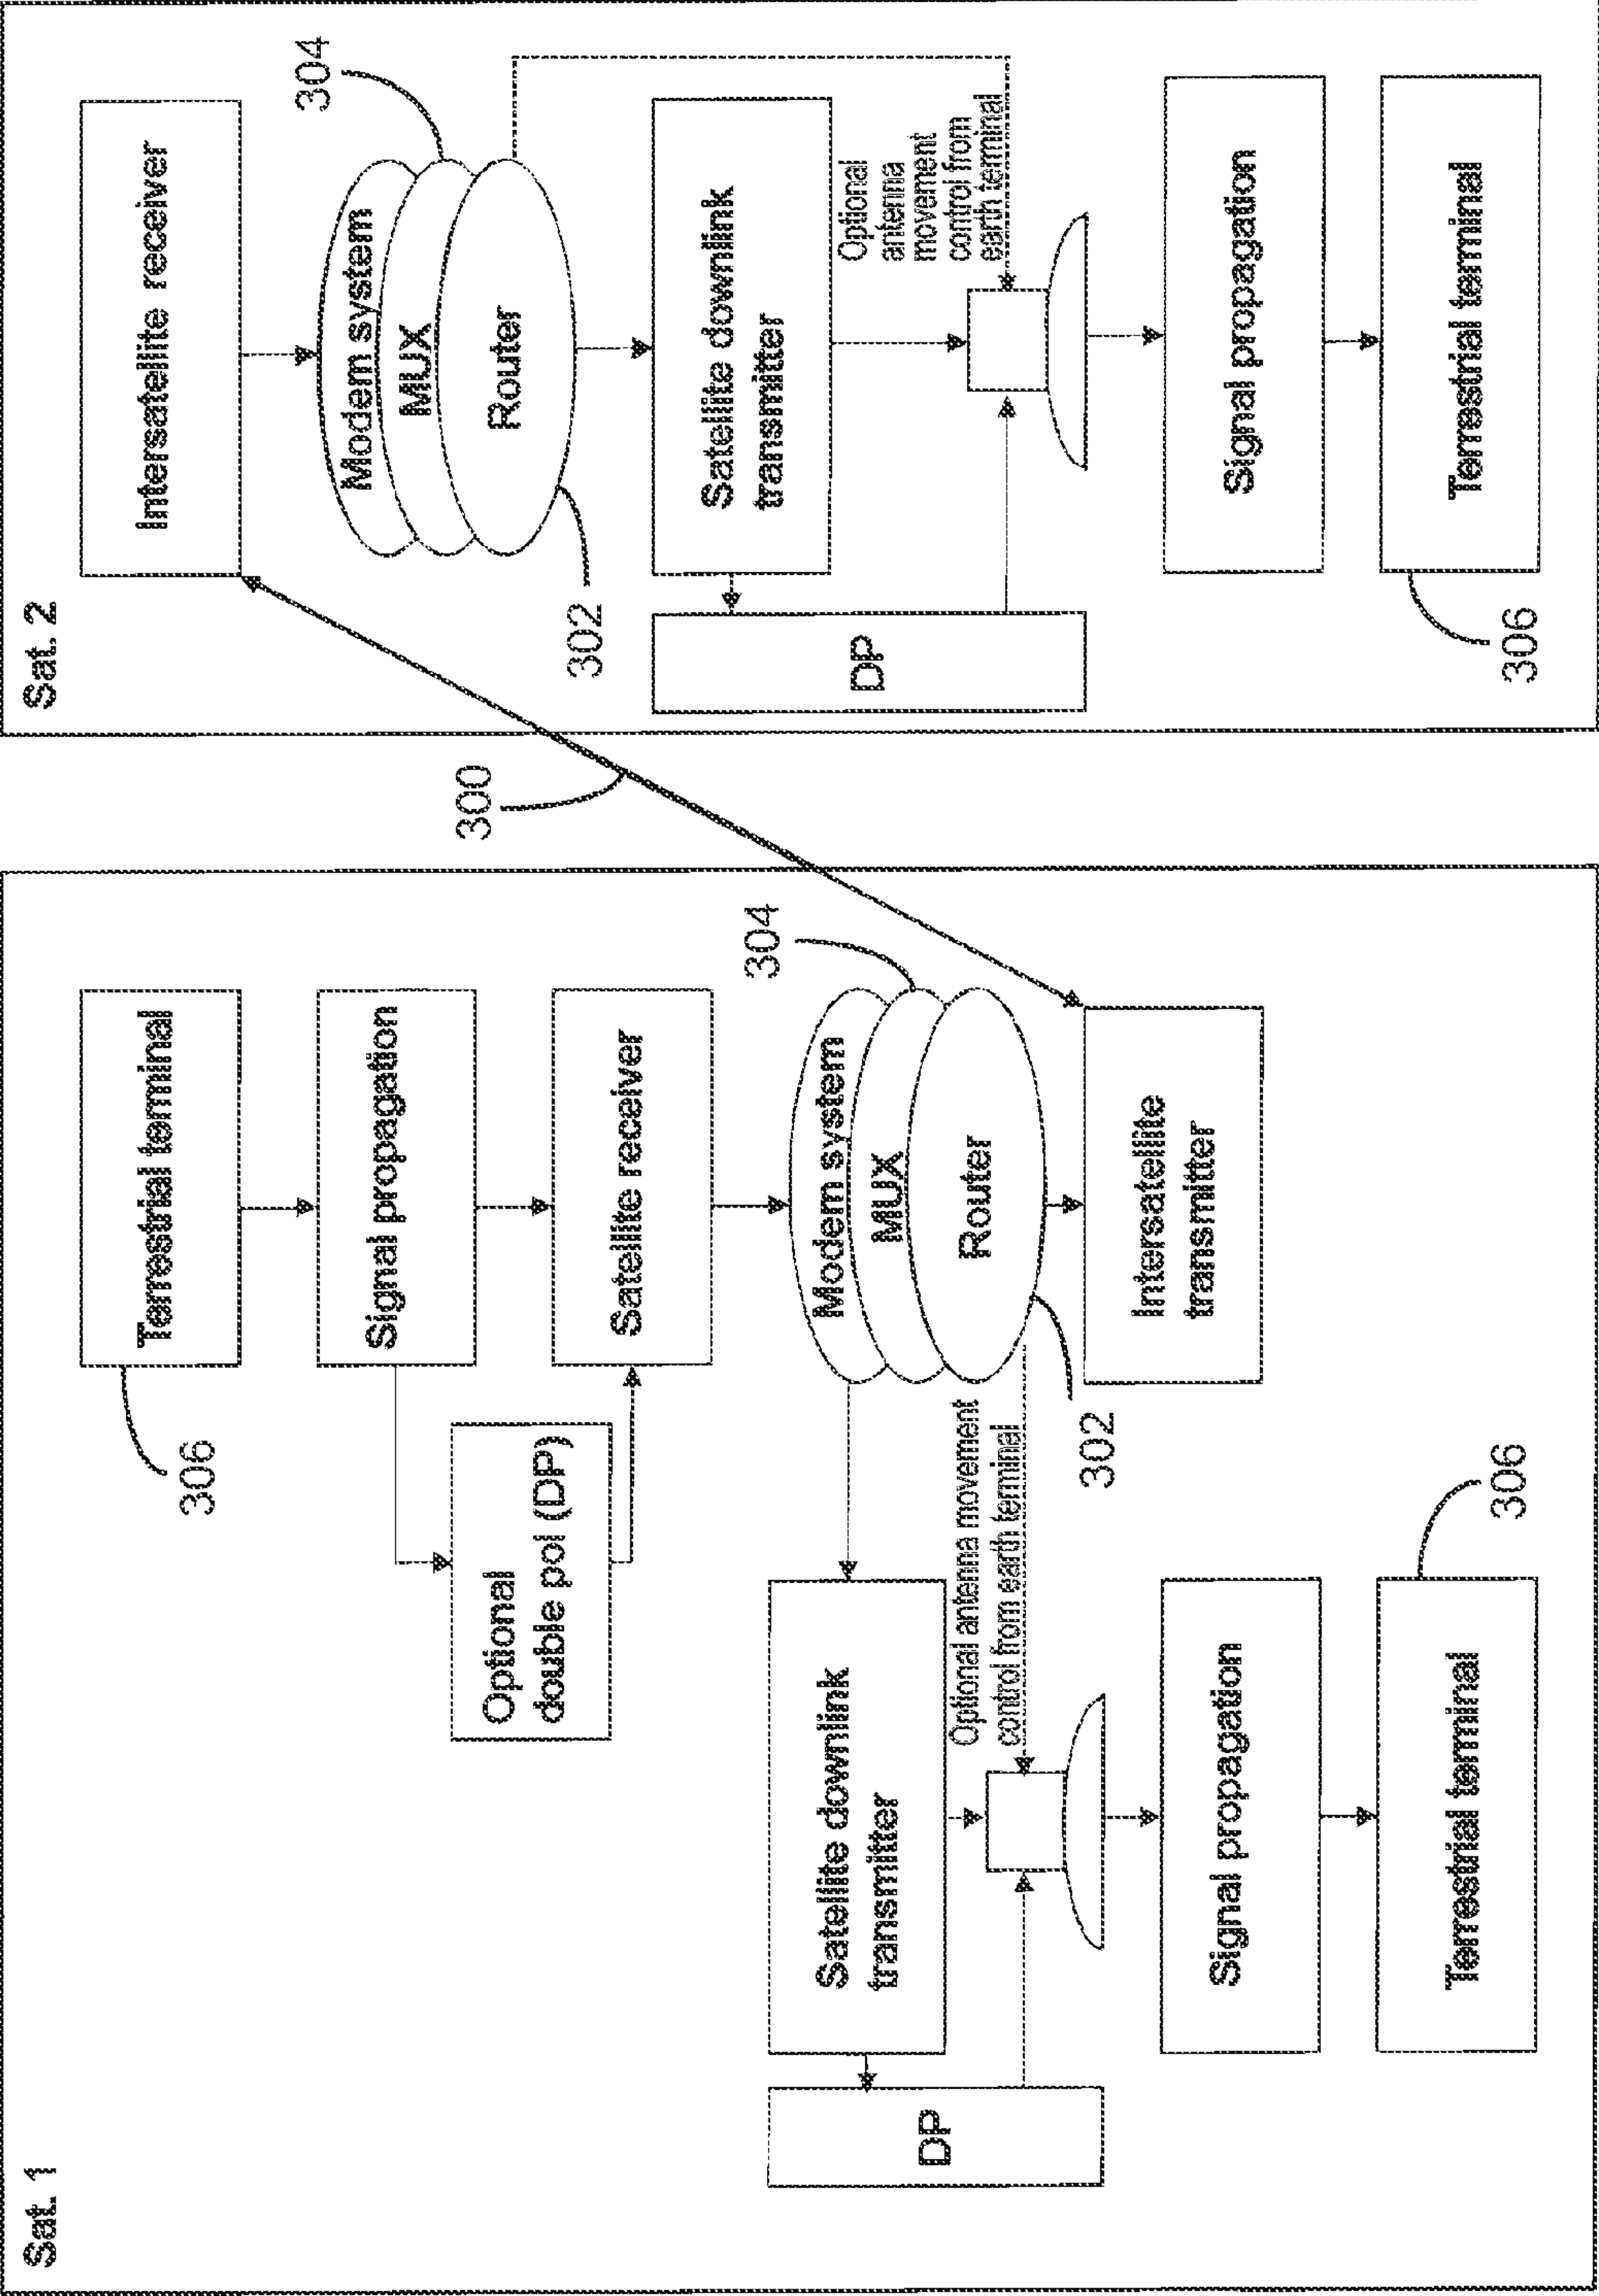 Sat. 1
Terrestrial teminal
306
Signal propagation
Optional
double pol (DP)
Satellite receiver
304
Modem system
MUX
Router
302
Satellite downlink
transmitter
DP
Optional antenna movement
control from earth terminal
Intersatellite
transmitter
Signal propagation
Terrestrial terminal
306
300
Sat. 2
Intersatellite receiver
304
Modem system
MUX
Router
302
Satellite downlink
transmitter
DP
Optional
antenna
movement
control from
earth terminal
Signal propagation
Terrestrial terminal
306